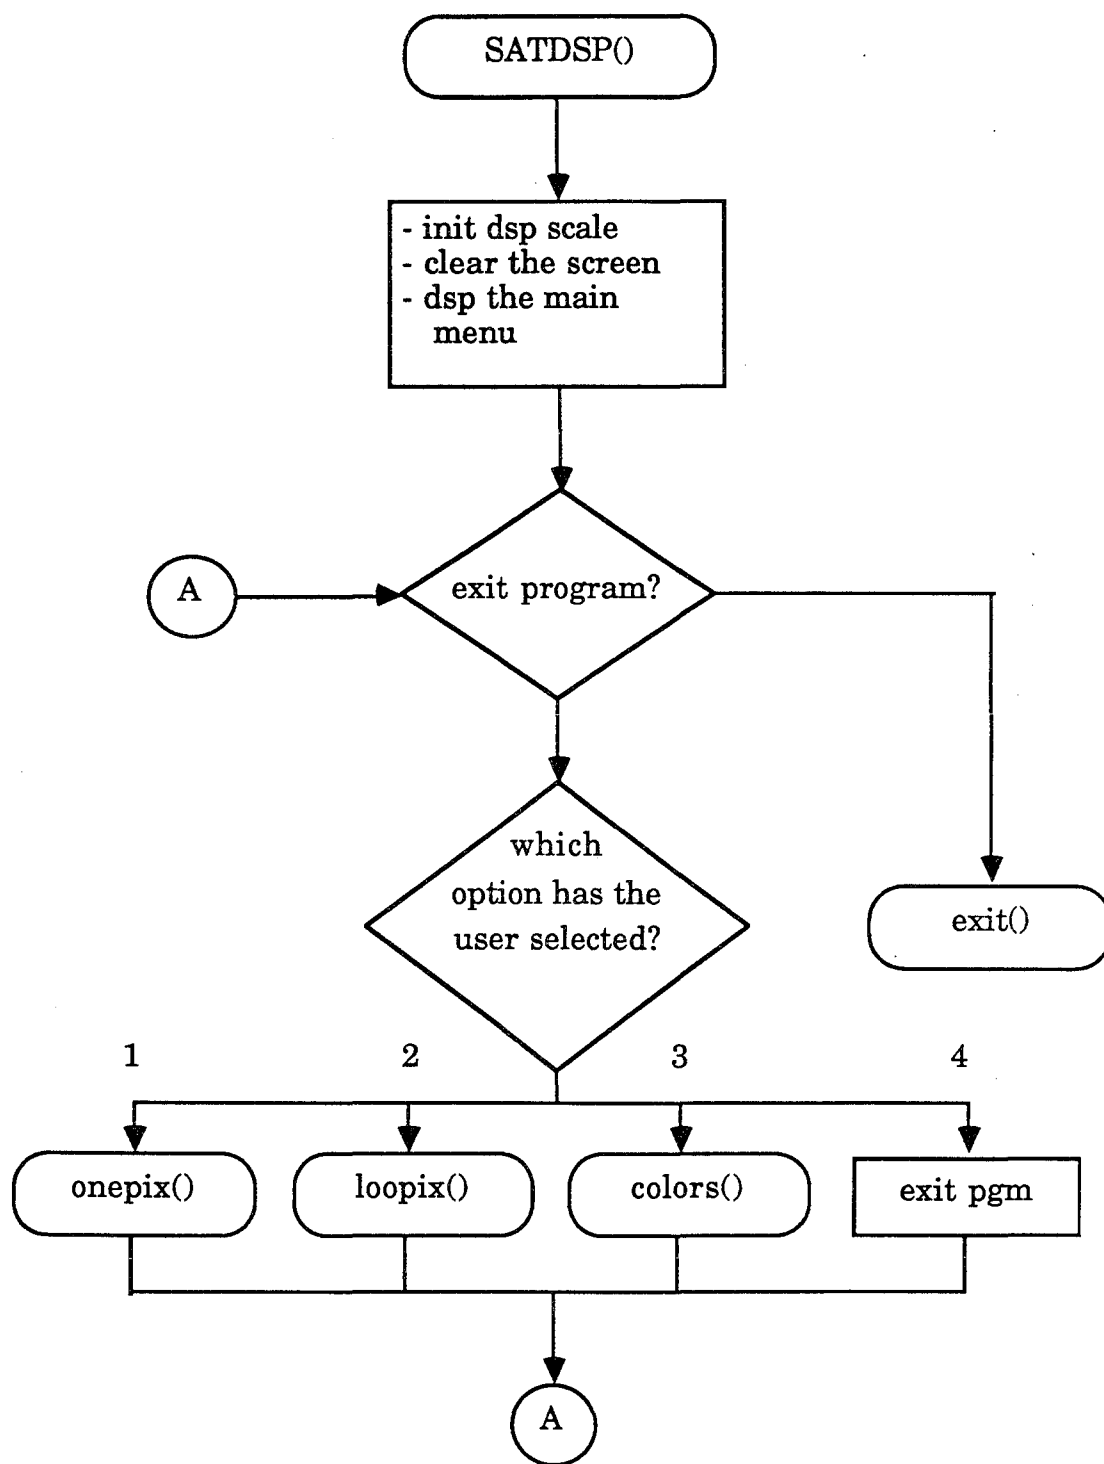 SATDSP()
- init dsp scale
- clear the screen
- dsp the main
menu
A
exit program?
which
option has the
user selected?
exit()
1
2
3
4
onepix()
loopix()
colors()
exit pgm
A